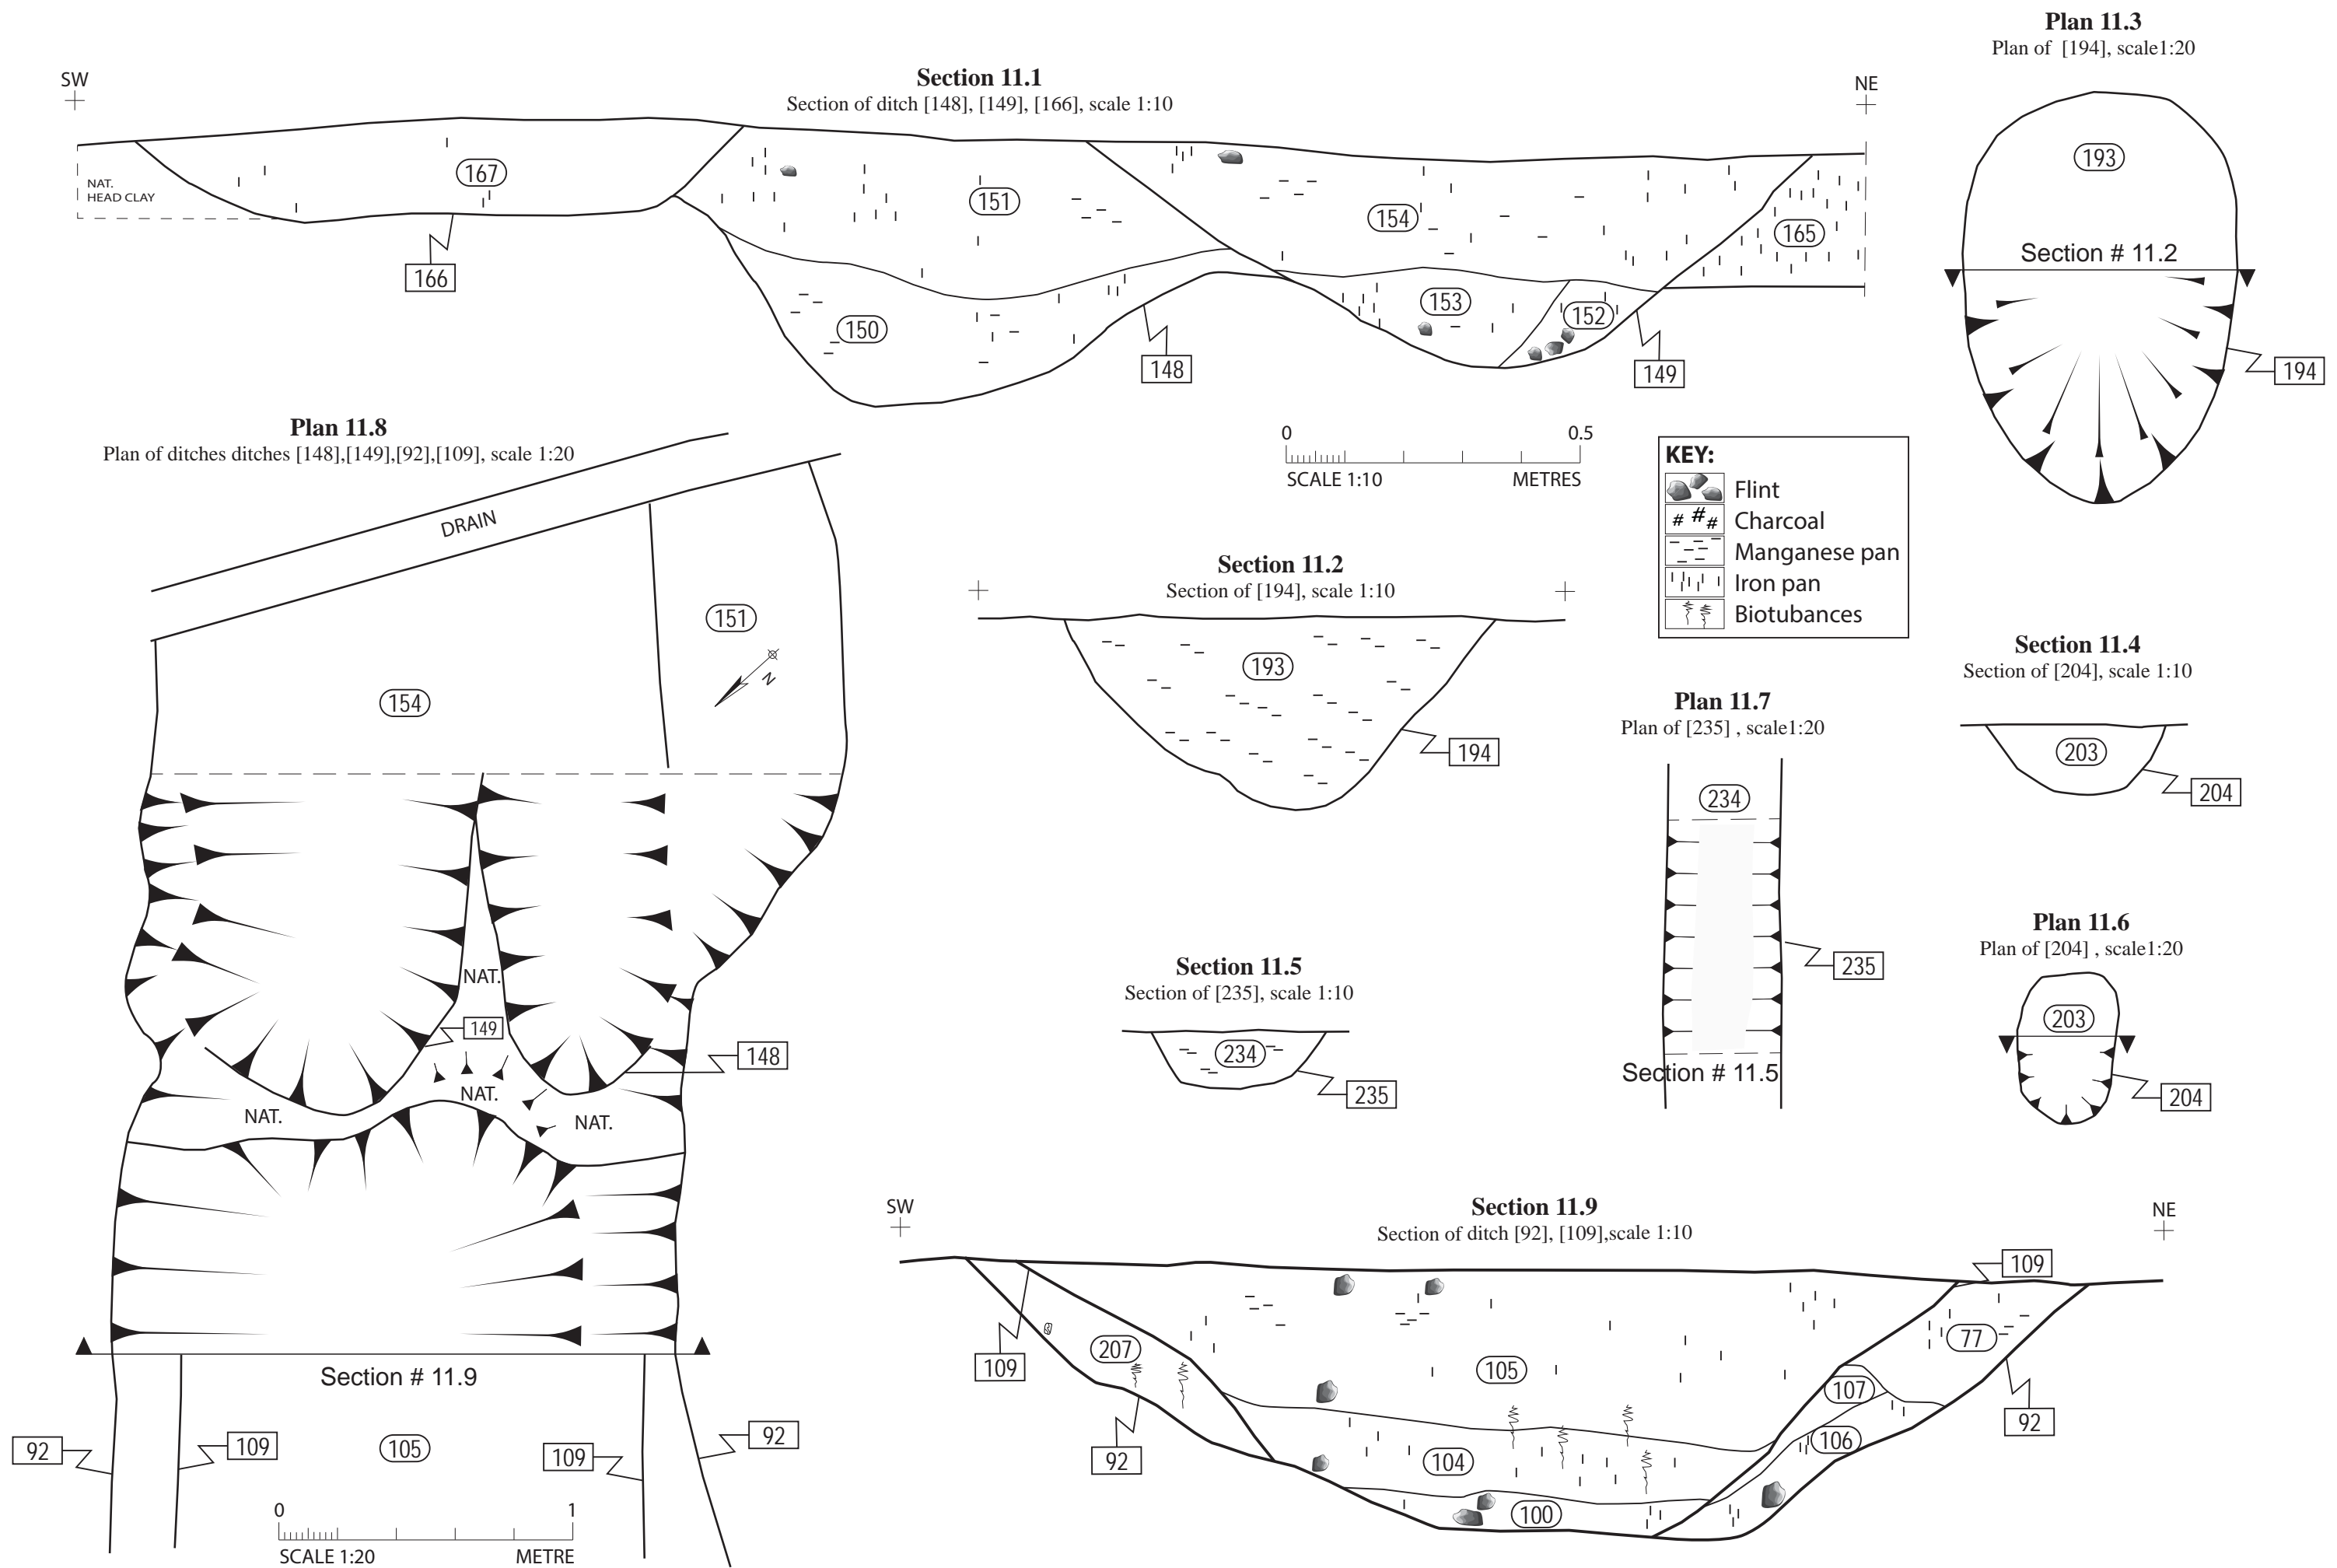 Section 11.1
Section of ditch [148], [149], [166], scale 1:10
SW
NE
NAT.
HEAD CLAY
167
151
154
165
166
150
153
152
148
149
Plan 11.3
Plan of [194], scale1:20
193
Section # 11.2
194
0
0.5
SCALE 1:10
METRES
KEY:
Flint
Charcoal
Manganese pan
Iron pan
Biotubances
Plan 11.8
Plan of ditches ditches [148],[149],[92],[109], scale 1:20
DRAIN
151
N
154
NAT.
149
148
NAT.
NAT.
NAT.
Section # 11.9
92
109
105
109
92
0
1
SCALE 1:20
METRE
Section 11.2
Section of [194], scale 1:10
193
194
Section 11.4
Section of [204], scale 1:10
203
204
Plan 11.7
Plan of [235] , scale1:20
234
235
Section # 11.5
Plan 11.6
Plan of [204] , scale1:20
203
204
Section 11.5
Section of [235], scale 1:10
234
235
Section 11.9
Section of ditch [92], [109],scale 1:10
SW
NE
109
109
207
77
105
107
92
92
106
104
100